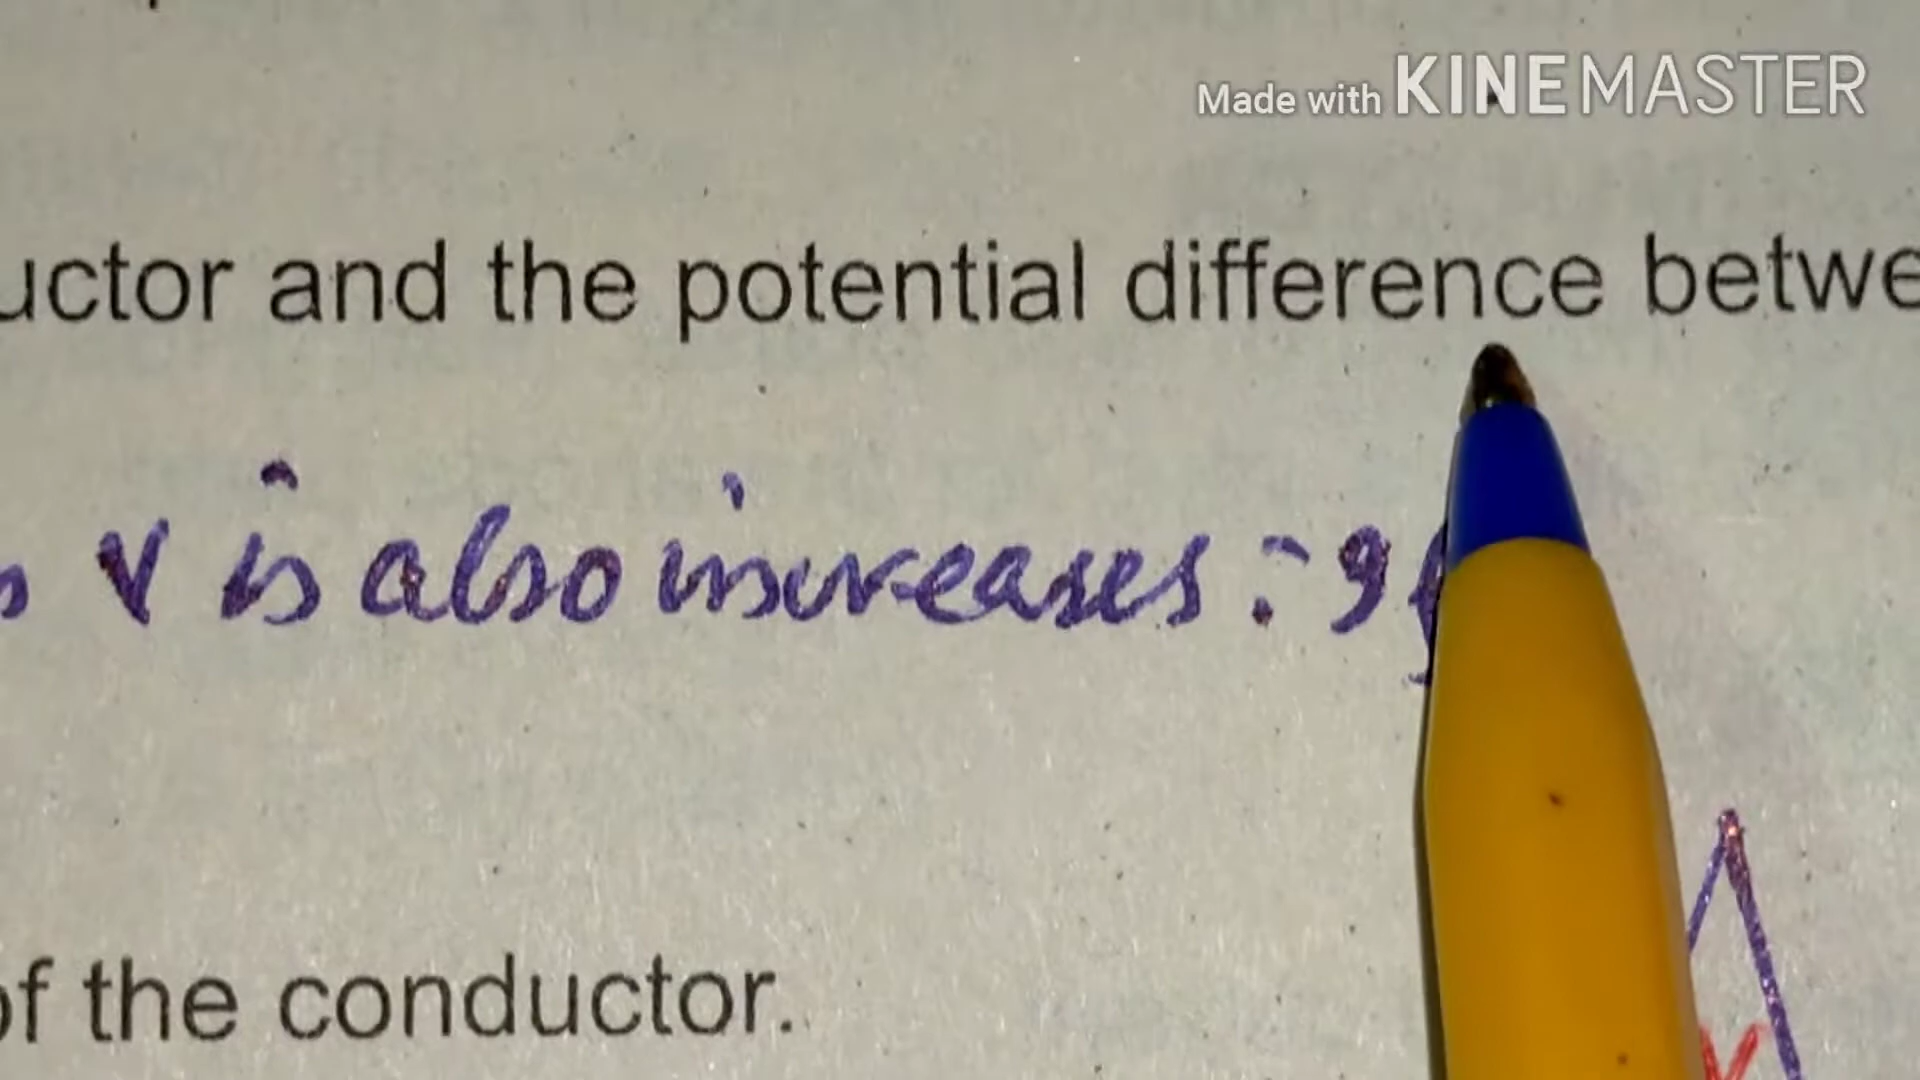 Made with KINEMASTER
uctor and the potential difference betwe
V is also increases :-
of the conductor.